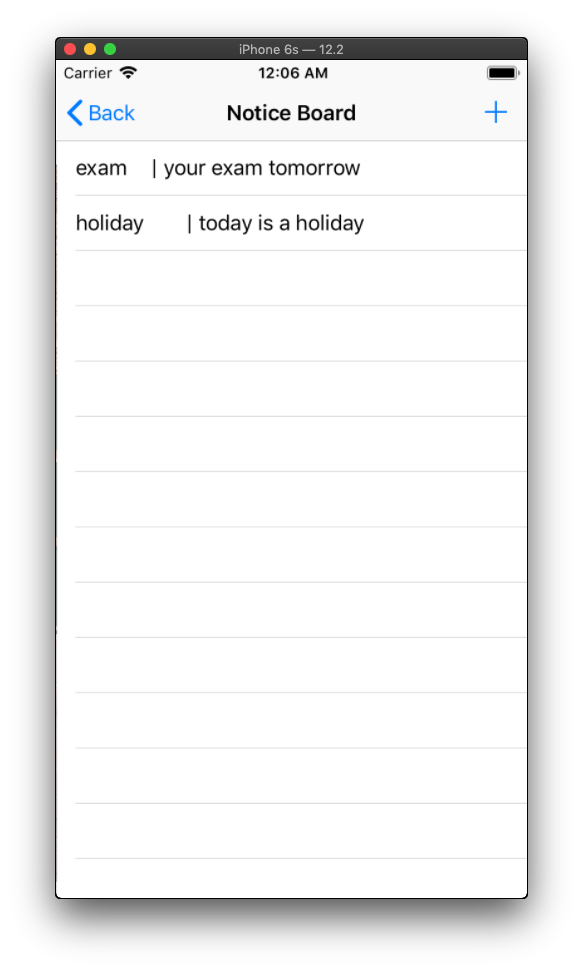 iPhone 6s — 12.2
Carrier 12:06 AM
Back Notice Board +
exam | your exam tomorrow
holiday | today is a holiday